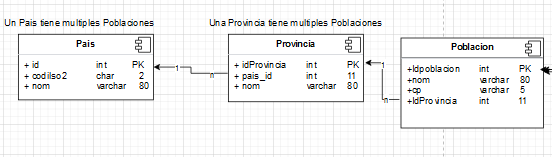 Un Pais tiene multiples Poblaciones
Una Provincia tiene multiples Poblaciones
Pais
+ id int PK
+ codiIso2 char 2
+ nom varchar 80
1
n
Provincia
+ idProvincia int PK
+ pais_id int 11
+ nom varchar 80
1
n
Poblacion
+Idpoblacion int PK
+nom varchar 80
+cp varchar 5
+IdProvincia int 11